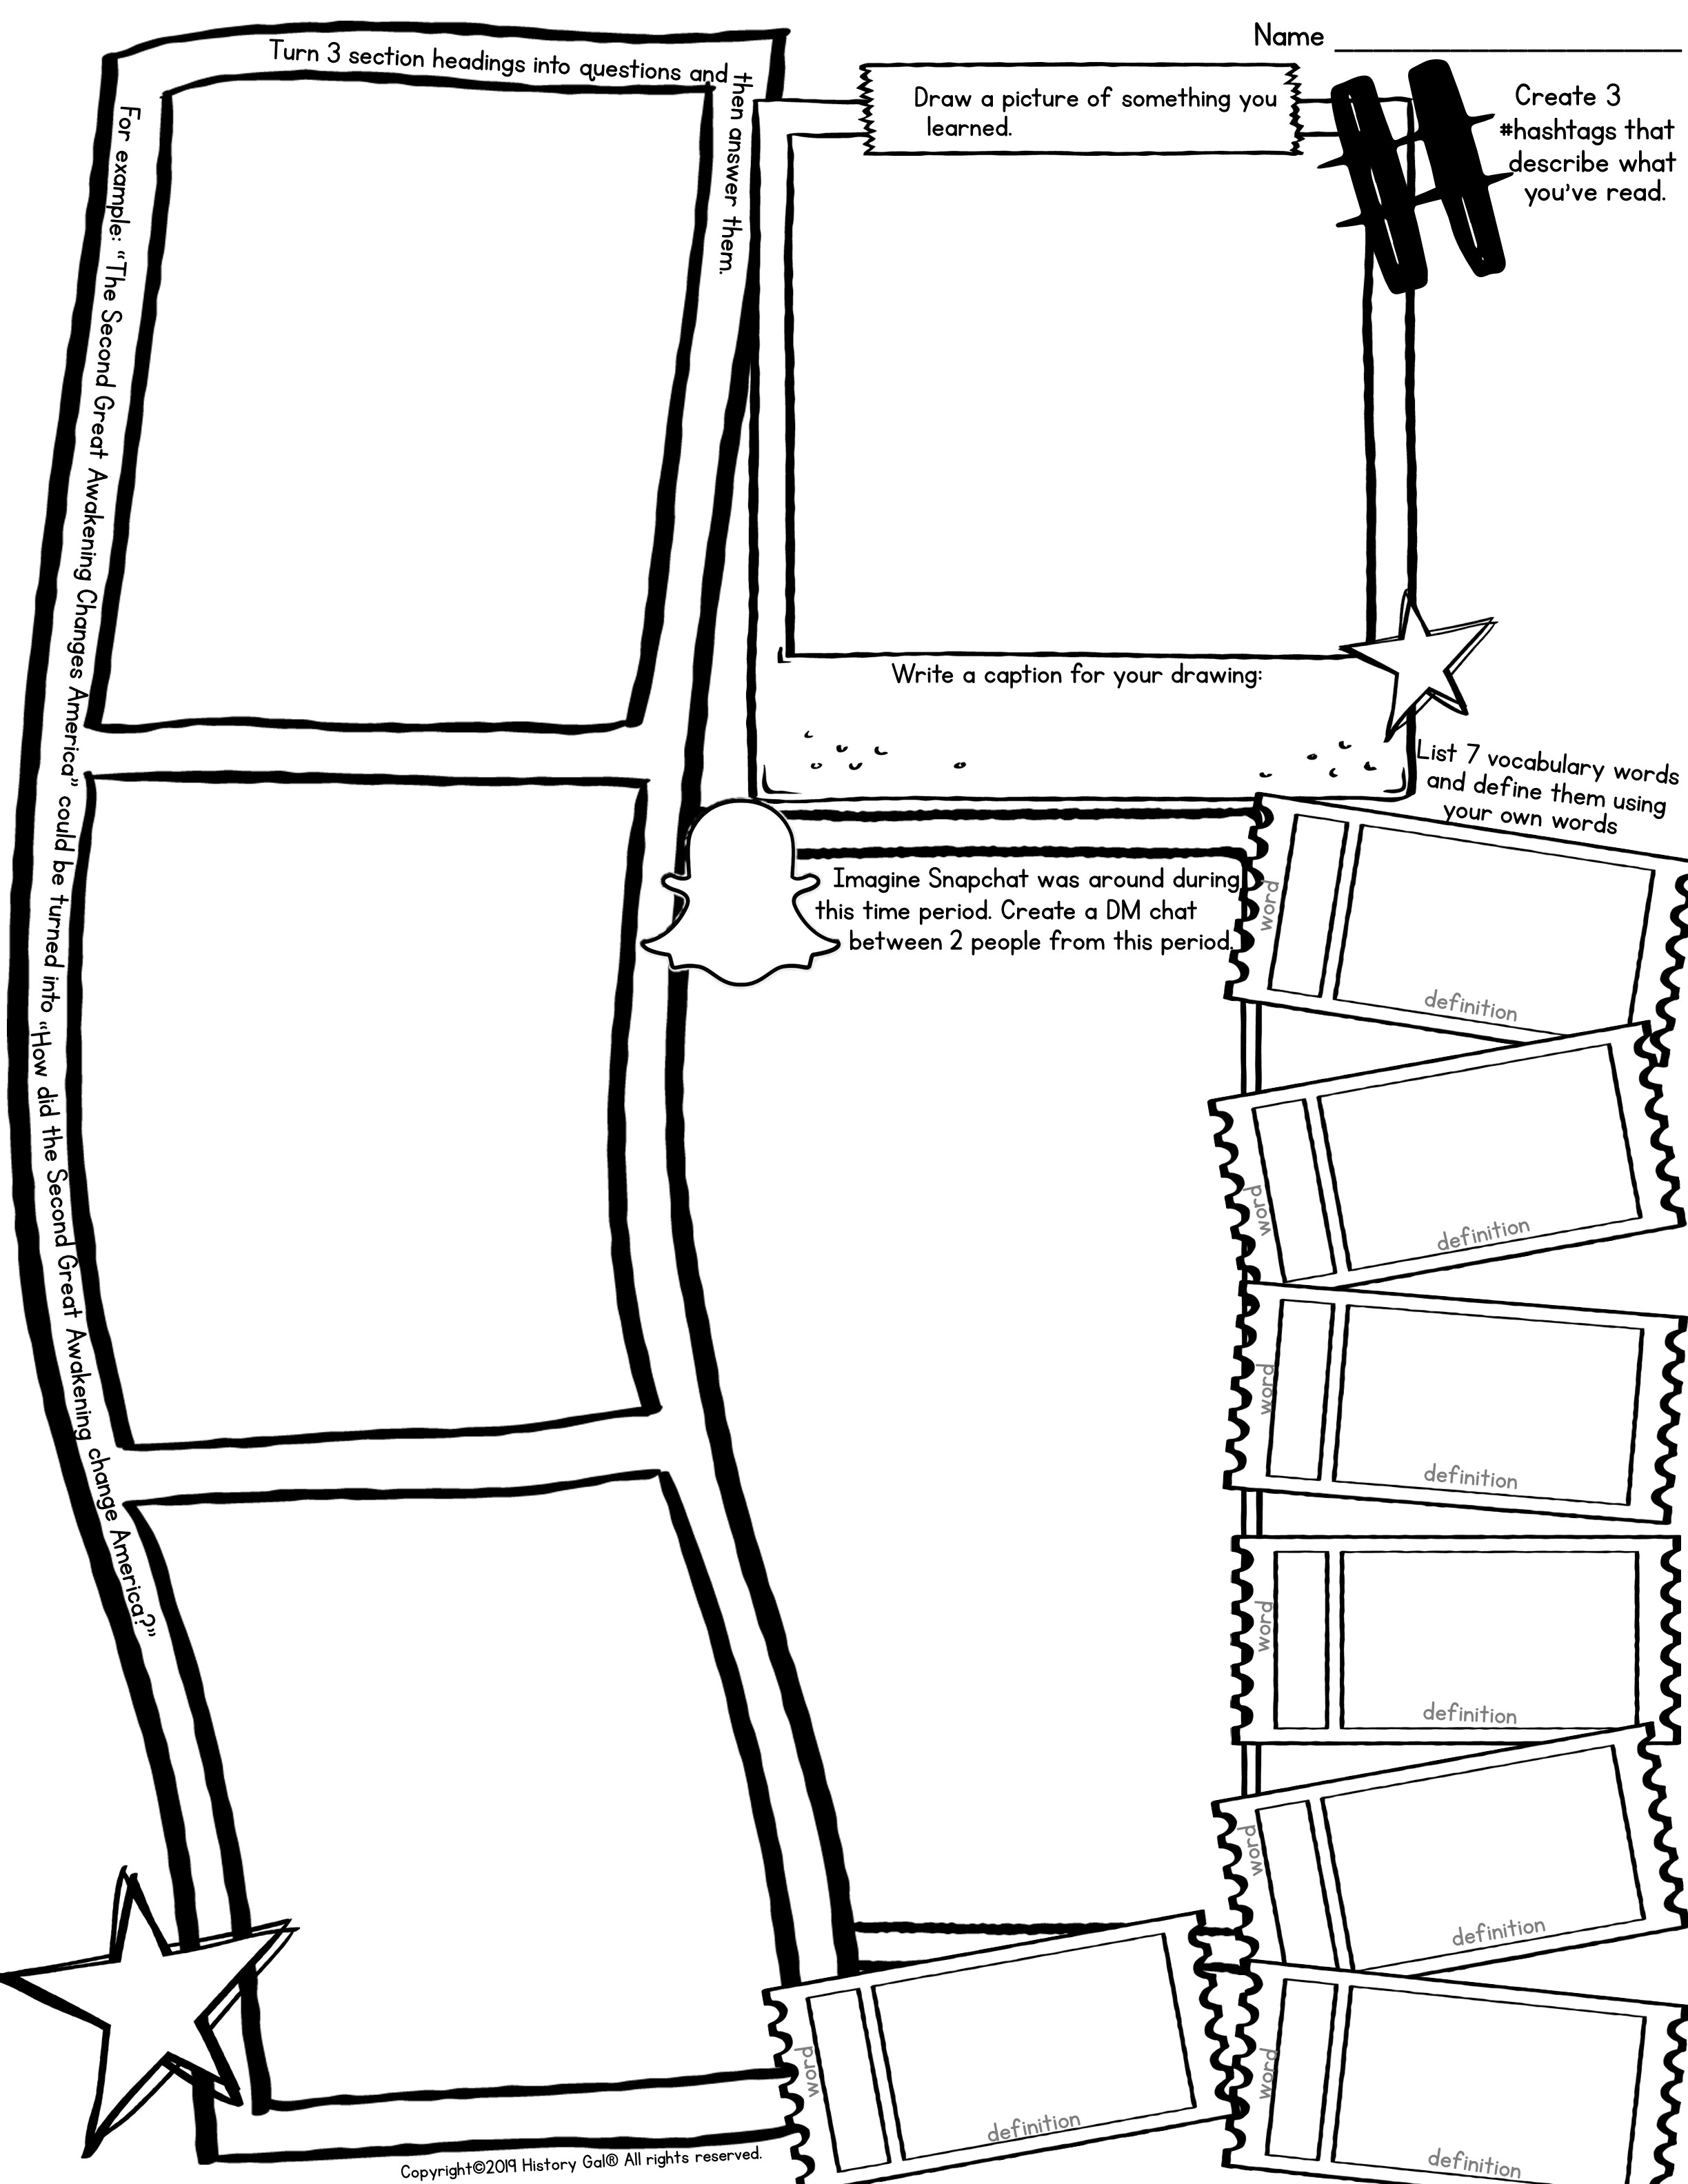 Name
Turn 3 section headings into questions and then answer them.
For example: “The Second Great Awakening Changes America” could be turned into “How did the Second Great Awakening change America?”
Draw a picture of something you
learned.
Create 3
#hashtags that
describe what
you've read.
Write a caption for your drawing:
List 7 vocabulary words
and define them using
your own words
Imagine Snapchat was around during
this time period. Create a DM chat
between 2 people from this period.
word
definition
word
definition
word
definition
word
definition
word
definition
word
definition
word
definition
Copyright©2019 History Gal® All rights reserved.